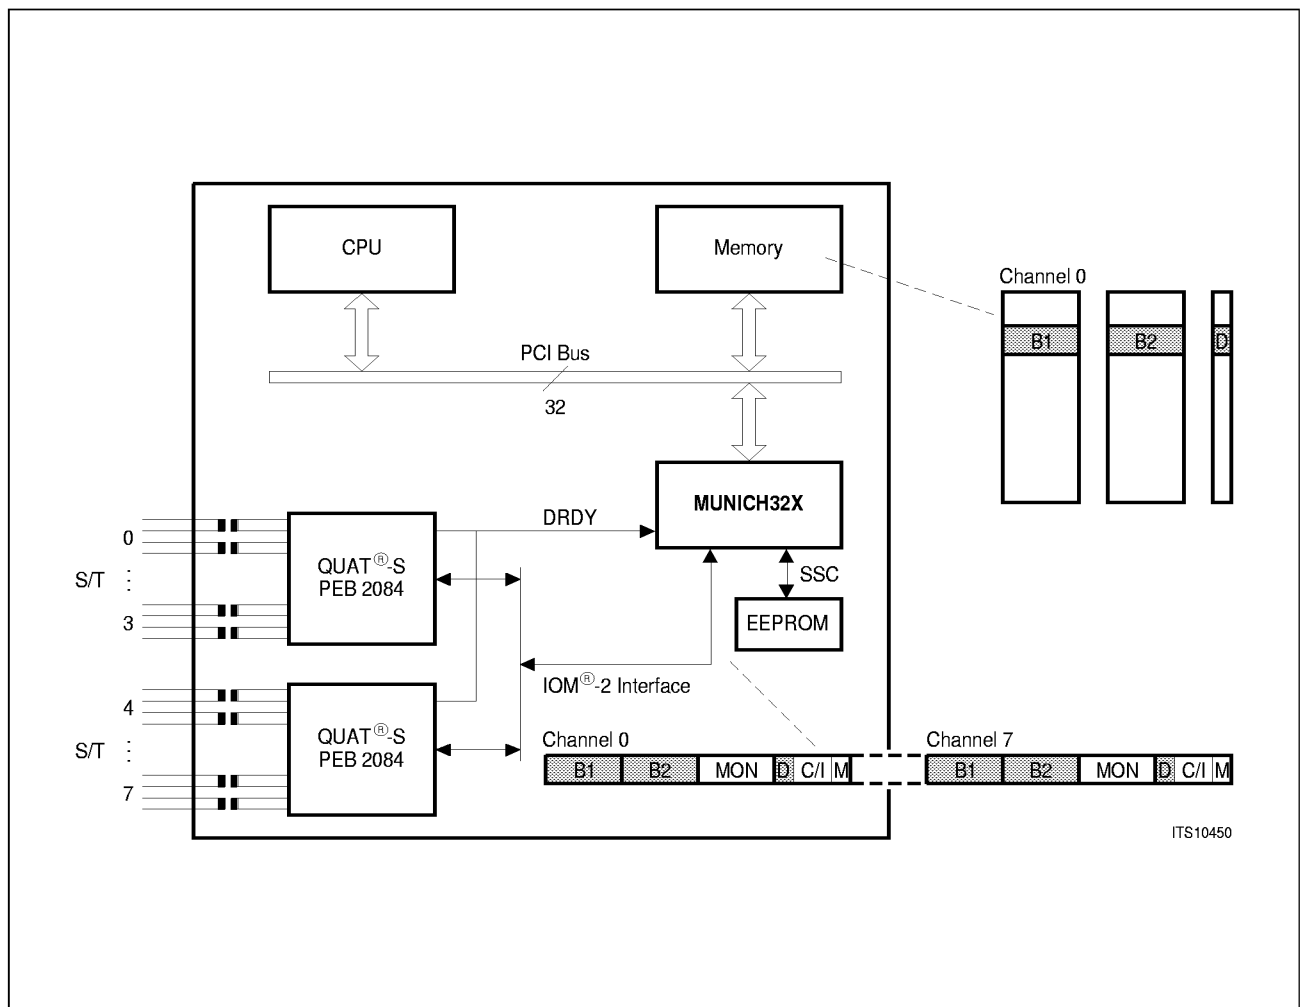 CPU
Memory
Channel 0
B1 B2 D
PCI Bus
32
MUNICH32X
DRDY
0
S/T ⋮
3
QUAT®-S
PEB 2084
SSC
EEPROM
IOM®-2 Interface
4
S/T ⋮
7
QUAT®-S
PEB 2084
Channel 0
B1 B2 MON D C/I M
Channel 7
B1 B2 MON D C/I M
ITS10450